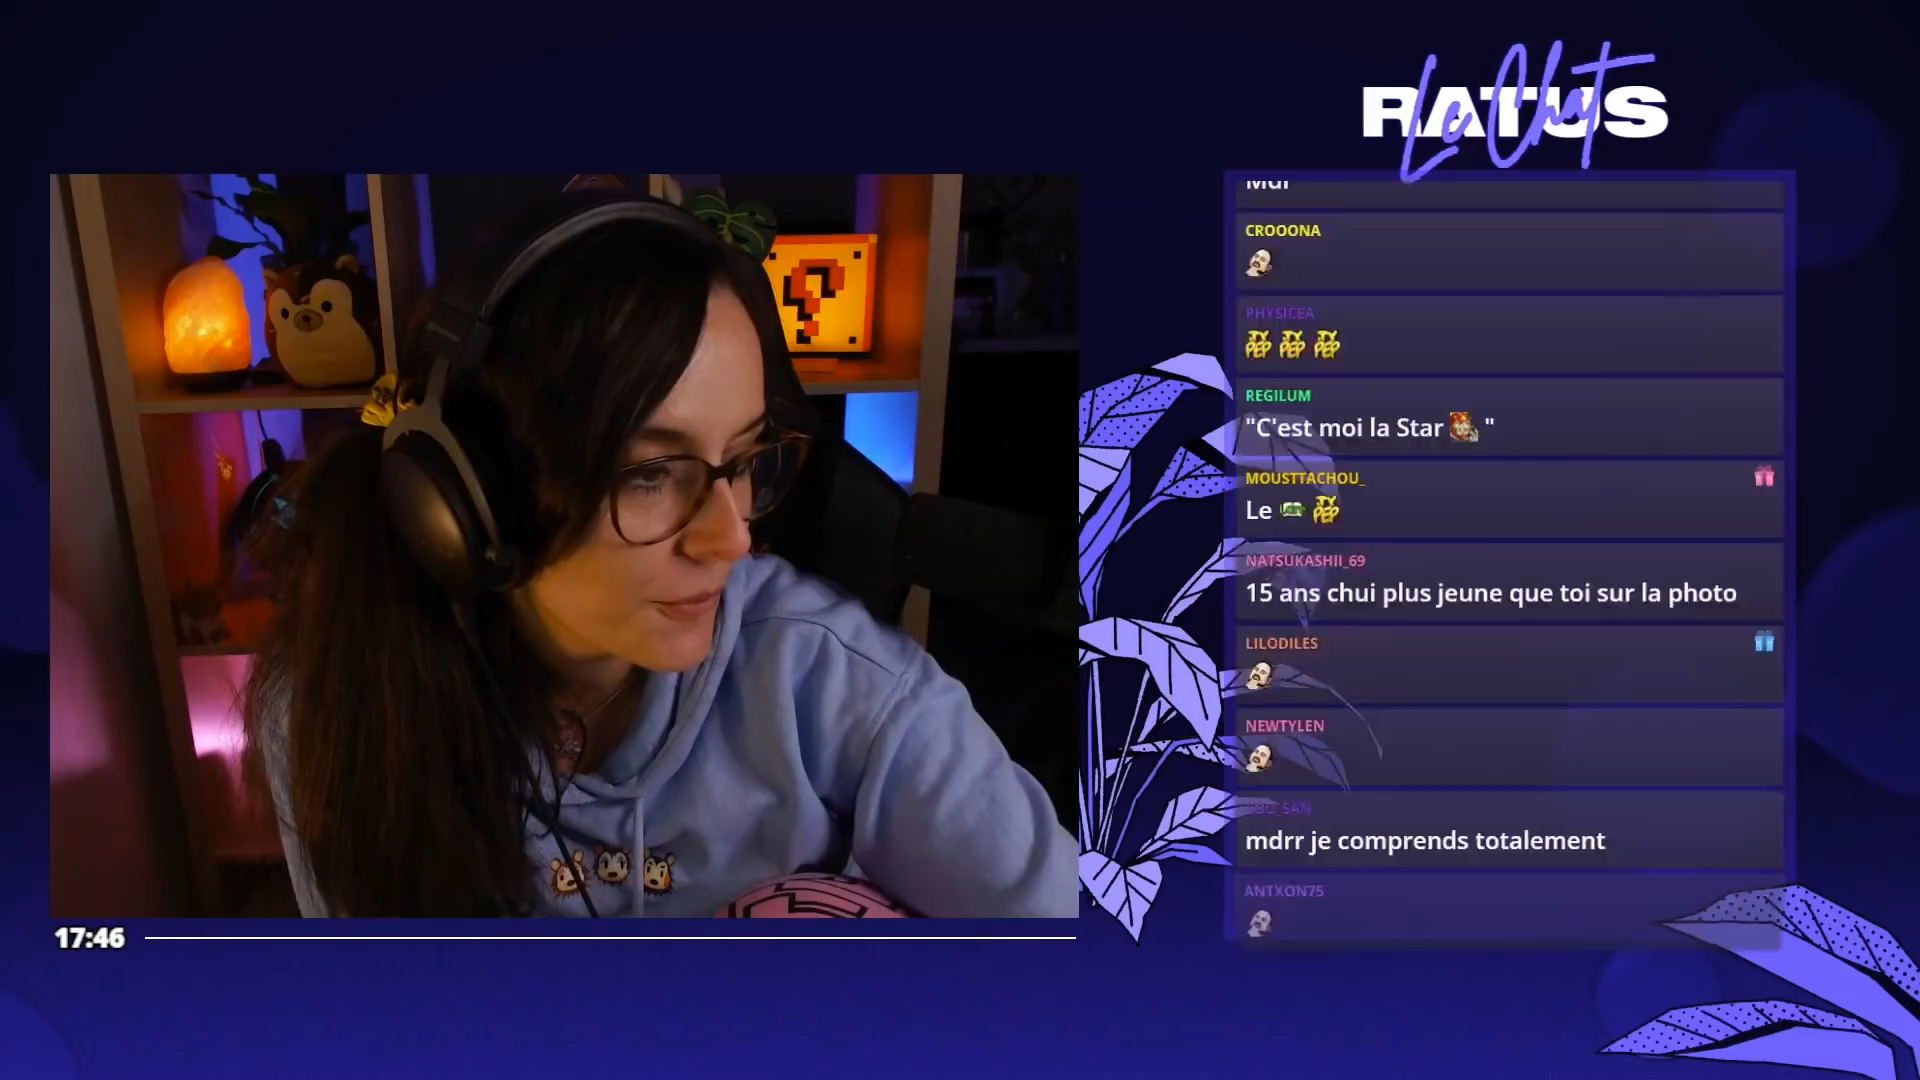 RATUS
Le Chat
CROOONA
PHYSICEA
REGILUM
"C'est moi la Star "
MOUSTTACHOU_
Le
NATSUKASHII_69
15 ans chui plus jeune que toi sur la photo
LILODILES
NEWTYLEN
mdrr je comprends totalement
ANTXON75
17:46